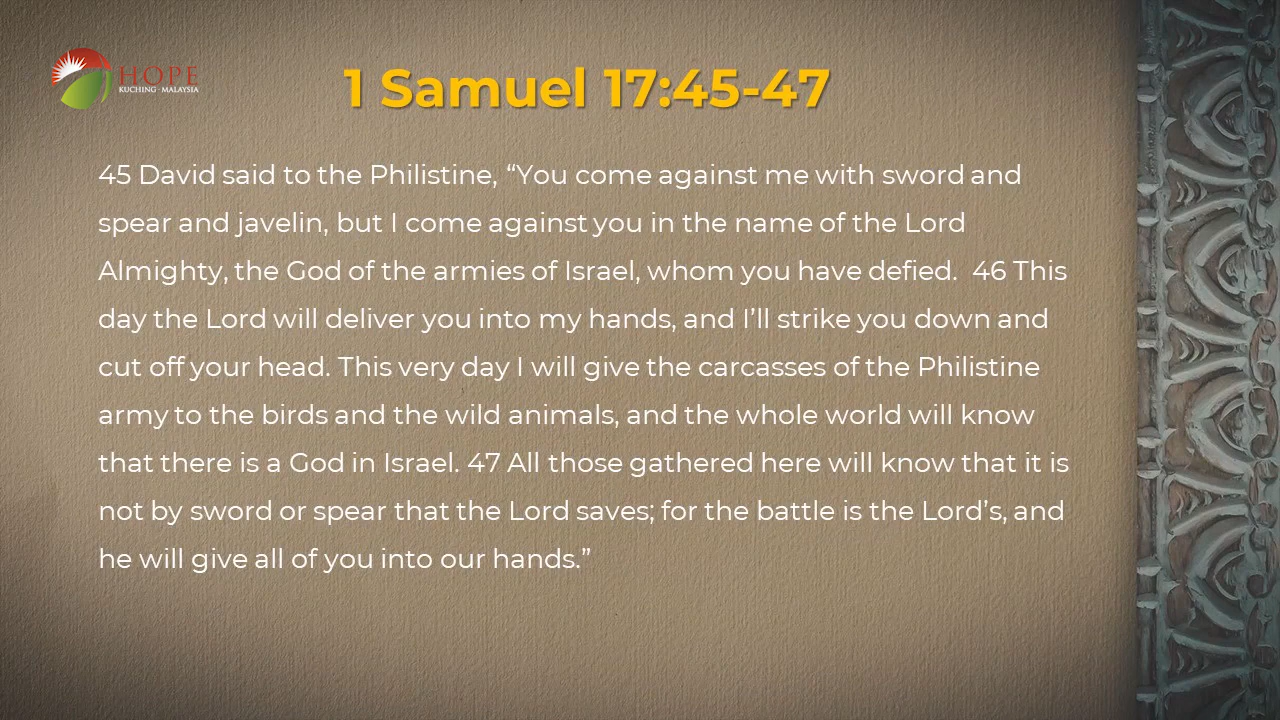 HOPE
KUCHING - MALAYSIA
1 Samuel 17:45-47
45 David said to the Philistine, “You come against me with sword and
spear and javelin, but I come against you in the name of the Lord
Almighty, the God of the armies of Israel, whom you have defied.  46 This
day the Lord will deliver you into my hands, and I’ll strike you down and
cut off your head. This very day I will give the carcasses of the Philistine
army to the birds and the wild animals, and the whole world will know
that there is a God in Israel. 47 All those gathered here will know that it is
not by sword or spear that the Lord saves; for the battle is the Lord’s, and
he will give all of you into our hands.”